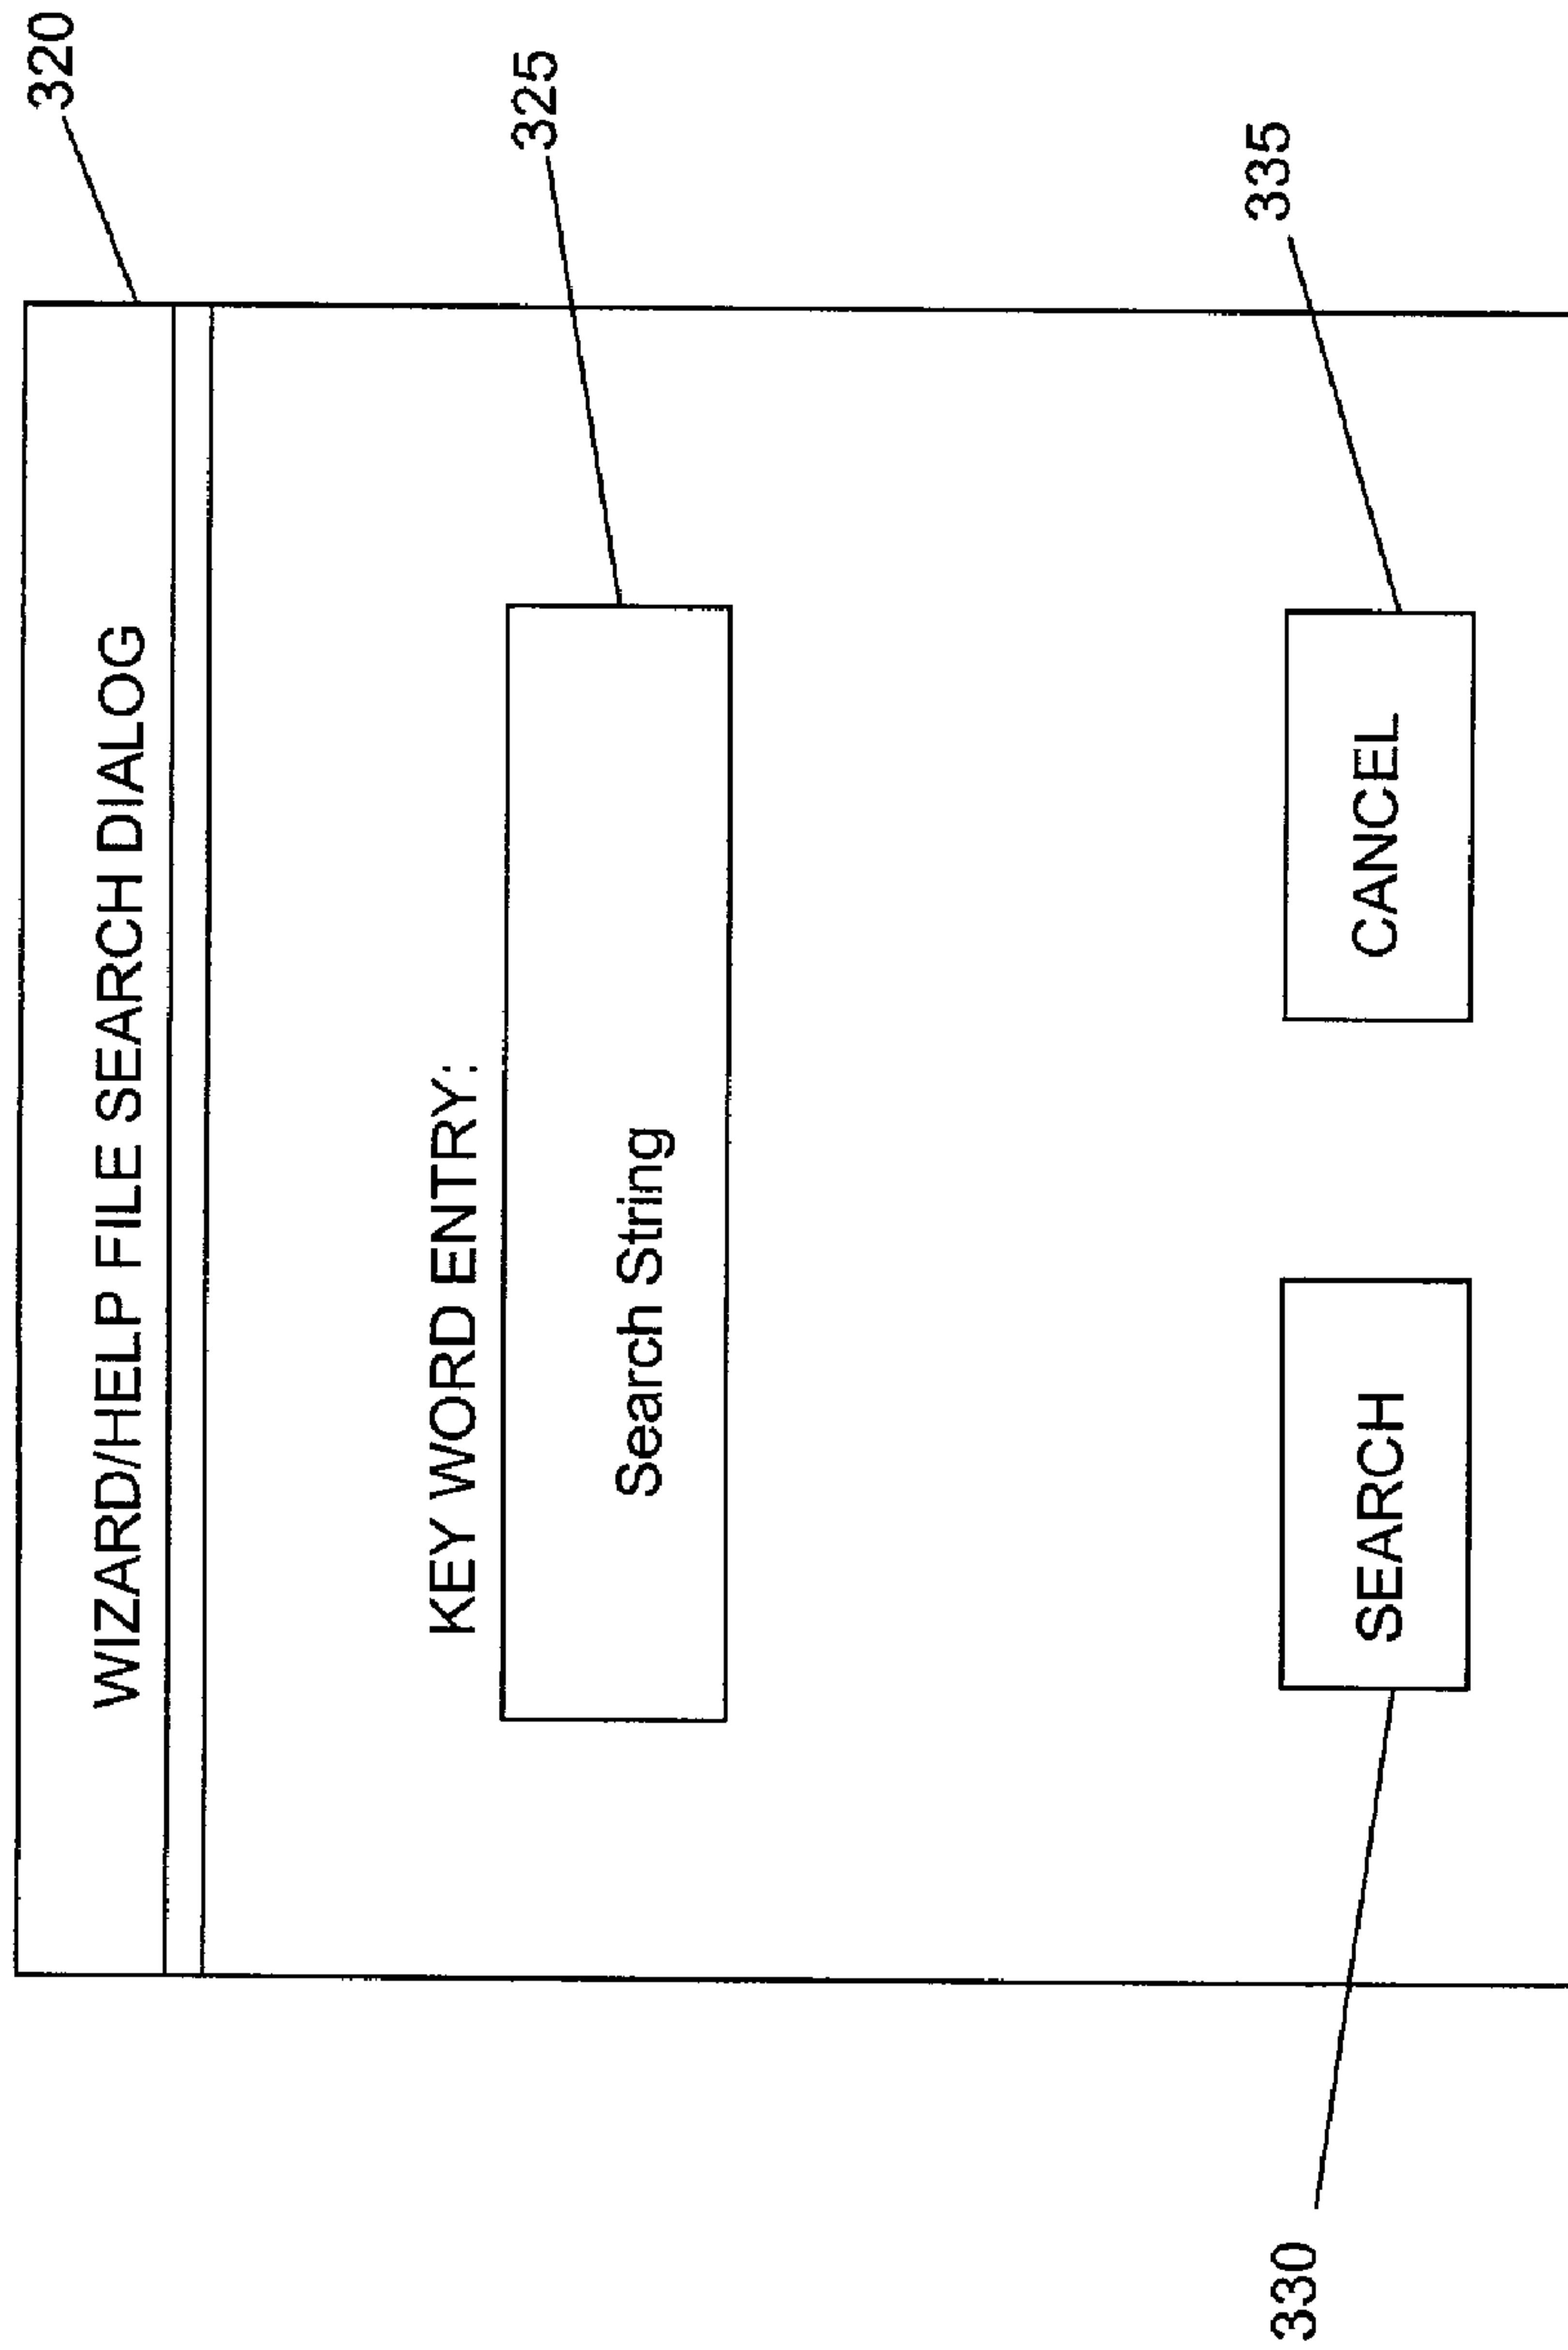 320
WIZARD/HELP FILE SEARCH DIALOG
325
KEY WORD ENTRY:
Search String
335
SEARCH
CANCEL
330